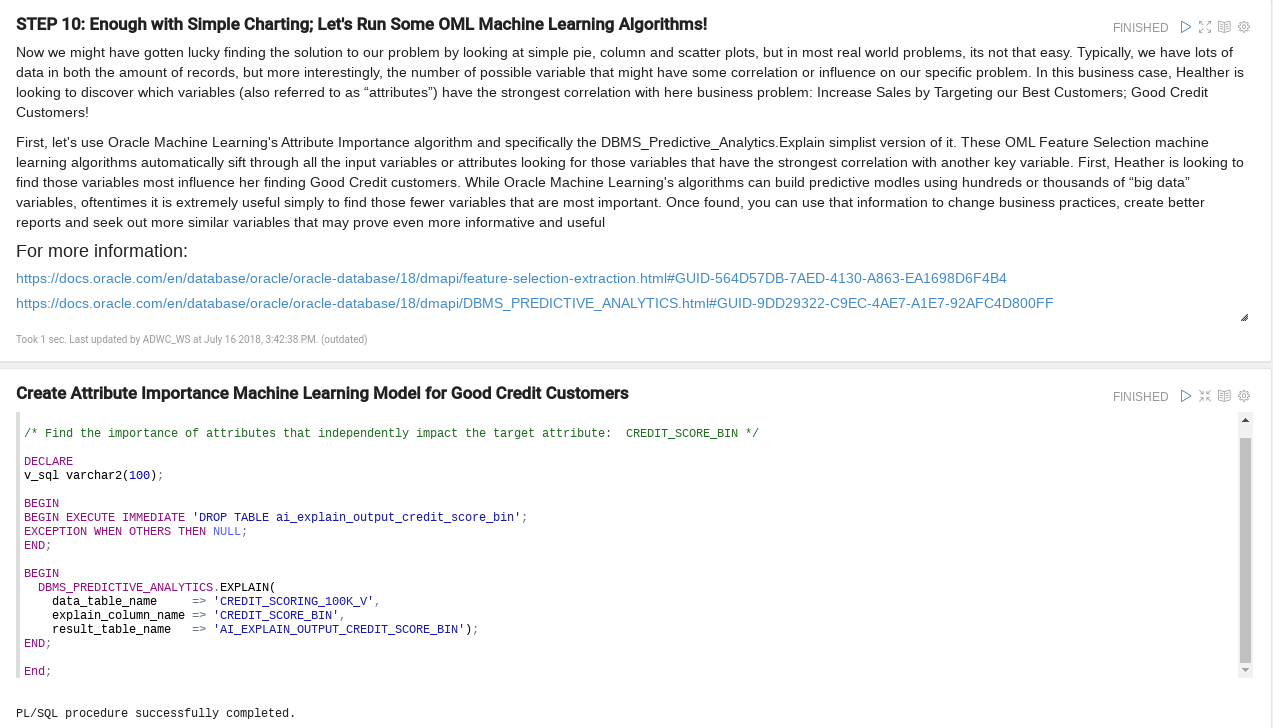 STEP 10: Enough with Simple Charting; Let's Run Some OML Machine Learning Algorithms!
FINISHED
Now we might have gotten lucky finding the solution to our problem by looking at simple pie, column and scatter plots, but in most real world problems, its not that easy. Typically, we have lots of
data in both the amount of records, but more interestingly, the number of possible variable that might have some correlation or influence on our specific problem. In this business case, Healther is
looking to discover which variables (also referred to as “attributes”) have the strongest correlation with here business problem: Increase Sales by Targeting our Best Customers; Good Credit
Customers!
First, let's use Oracle Machine Learning's Attribute Importance algorithm and specifically the DBMS_Predictive_Analytics.Explain simplist version of it. These OML Feature Selection machine
learning algorithms automatically sift through all the input variables or attributes looking for those variables that have the strongest correlation with another key variable. First, Heather is looking to
find those variables most influence her finding Good Credit customers. While Oracle Machine Learning's algorithms can build predictive modles using hundreds or thousands of “big data”
variables, oftentimes it is extremely useful simply to find those fewer variables that are most important. Once found, you can use that information to change business practices, create better
reports and seek out more similar variables that may prove even more informative and useful
For more information:
https://docs.oracle.com/en/database/oracle/oracle-database/18/dmapi/feature-selection-extraction.html#GUID-564D57DB-7AED-4130-A863-EA1698D6F4B4
https://docs.oracle.com/en/database/oracle/oracle-database/18/dmapi/DBMS_PREDICTIVE_ANALYTICS.html#GUID-9DD29322-C9EC-4AE7-A1E7-92AFC4D800FF
Took 1 sec. Last updated by ADWC_WS at July 16 2018, 3:42:38 PM. (outdated)
Create Attribute Importance Machine Learning Model for Good Credit Customers
FINISHED
/* Find the importance of attributes that independently impact the target attribute:  CREDIT_SCORE_BIN */
DECLARE
v_sql varchar2(100);
BEGIN
BEGIN EXECUTE IMMEDIATE 'DROP TABLE ai_explain_output_credit_score_bin';
EXCEPTION WHEN OTHERS THEN NULL;
END;
BEGIN
  DBMS_PREDICTIVE_ANALYTICS.EXPLAIN(
    data_table_name     => 'CREDIT_SCORING_100K_V',
    explain_column_name => 'CREDIT_SCORE_BIN',
    result_table_name   => 'AI_EXPLAIN_OUTPUT_CREDIT_SCORE_BIN');
END;
End;
PL/SQL procedure successfully completed.